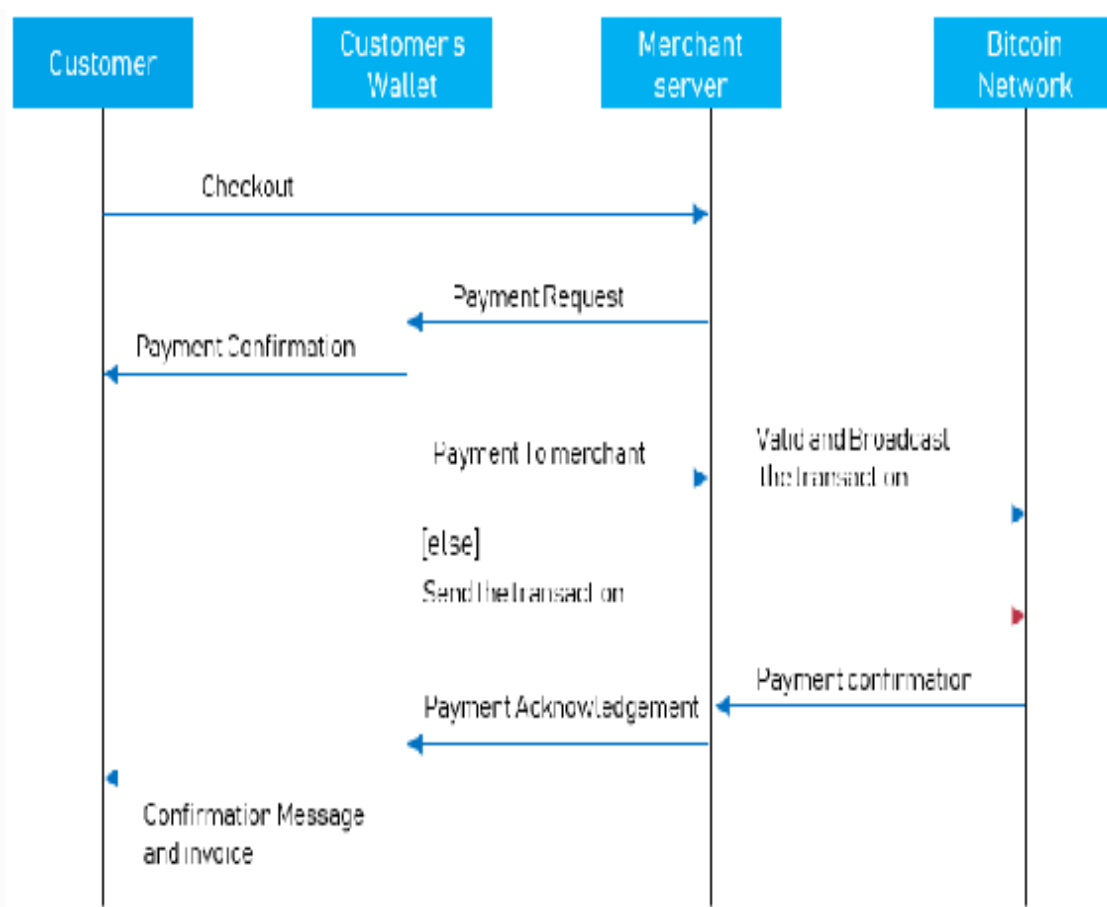 Customer
Customer's
Wallet
Merchant
server
Bitcoin
Network
Checkout
Payment Request
Payment Confirmation
Payment To merchant
Valid and Broadcast
the transaction
[else]
Send the transaction
Payment confirmation
Payment Acknowledgement
Confirmation Message
and invoice